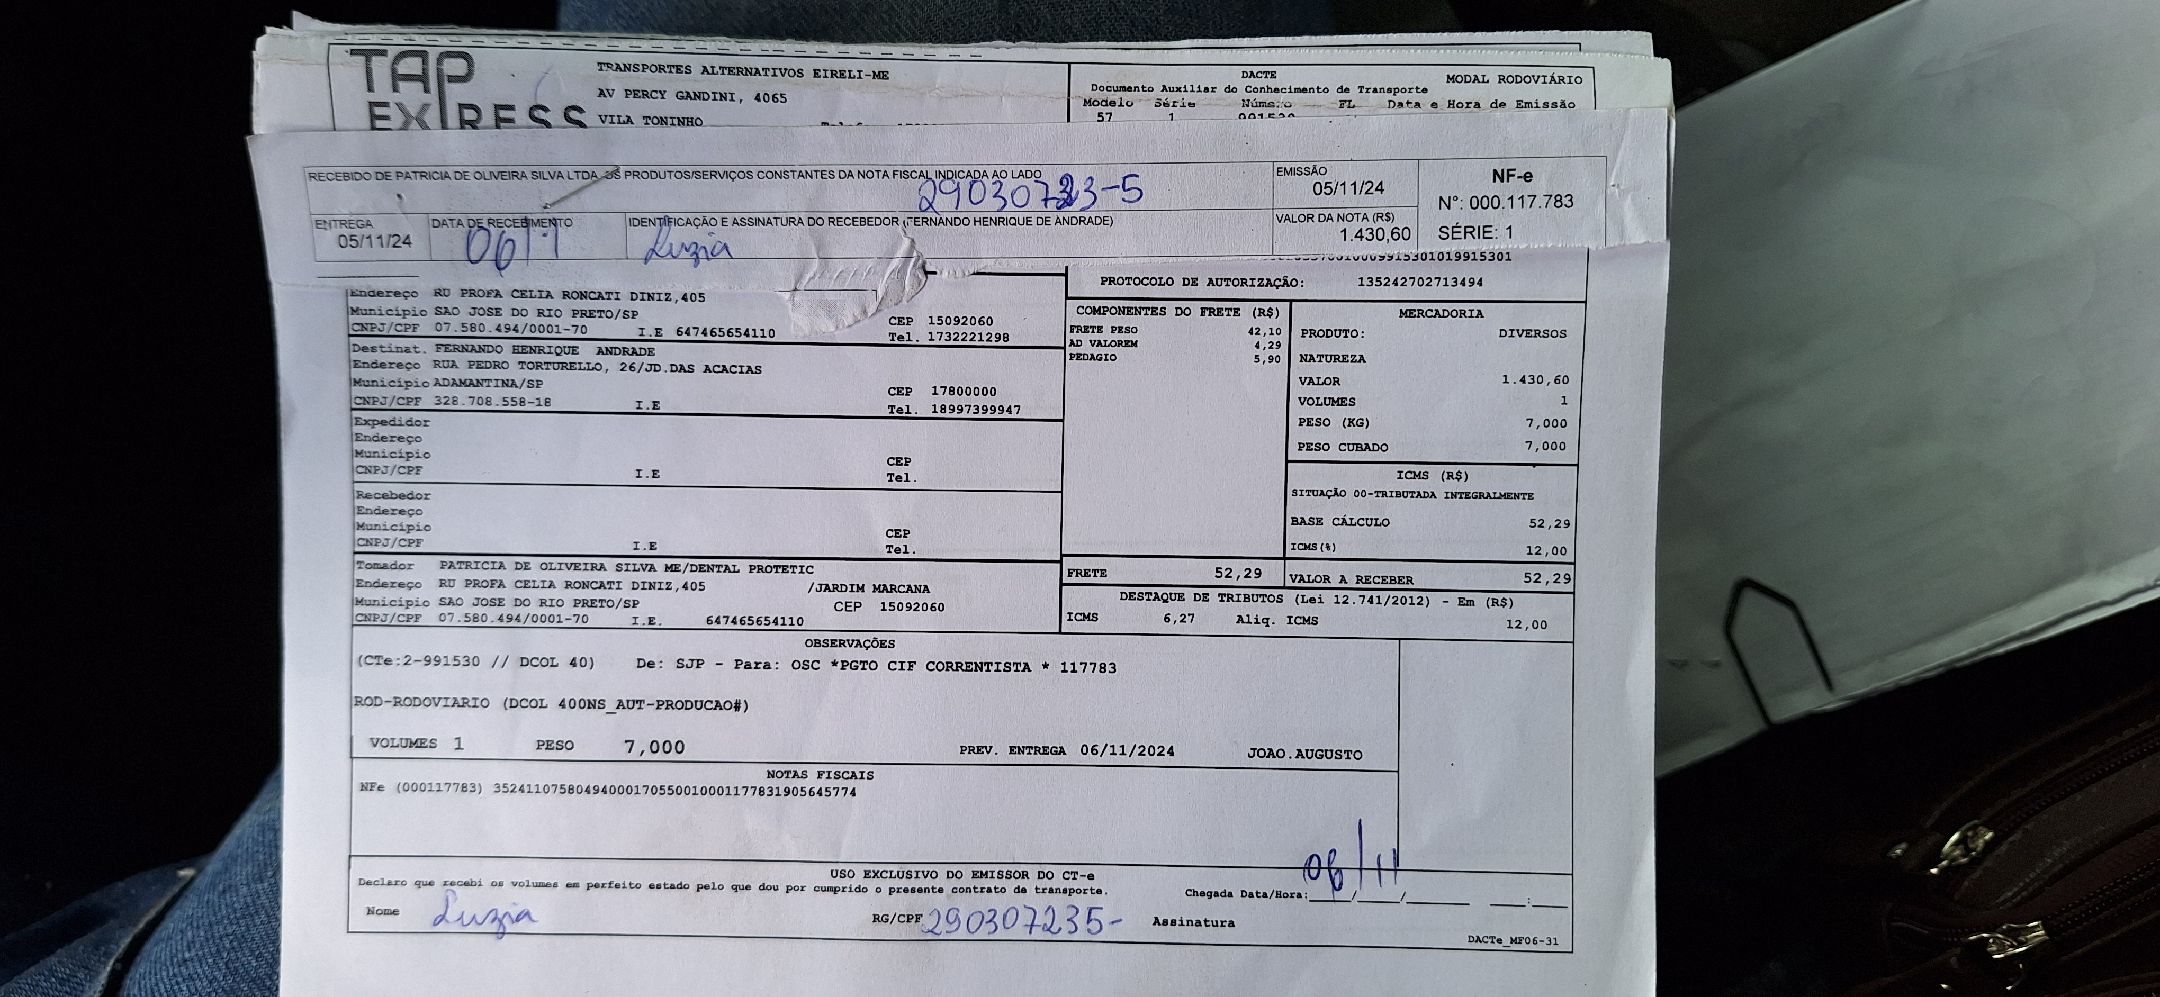 TAP
EXPRESS
TRANSPORTES ALTERNATIVOS EIRELI-ME
AV PERCY GANDINI, 4065
VILA TONINHO
DACTE
MODAL RODOVIÁRIO
Documento Auxiliar do Conhecimento de Transporte
Modelo Série Número FL Data e Hora de Emissão
57 1
RECEBIDO DE PATRICIA DE OLIVEIRA SILVA LTDA OS PRODUTOS/SERVIÇOS CONSTANTES DA NOTA FISCAL INDICADA AO LADO
29030723-5
EMISSÃO
05/11/24
NF-e
N°: 000.117.783
SÉRIE: 1
ENTREGA
05/11/24
DATA DE RECEBIMENTO
06/11
IDENTIFICAÇÃO E ASSINATURA DO RECEBEDOR (FERNANDO HENRIQUE DE ANDRADE)
Luzia
VALOR DA NOTA (R$)
1.430,60
PROTOCOLO DE AUTORIZAÇÃO: 135242702713494
Endereço RU PROFA CELIA RONCATI DINIZ,405
Município SAO JOSE DO RIO PRETO/SP CEP 15092060
CNPJ/CPF 07.580.494/0001-70 I.E 647465654110 Tel. 1732221298
Destinat. FERNANDO HENRIQUE ANDRADE
Endereço RUA PEDRO TORTURELLO, 26/JD.DAS ACACIAS
Município ADAMANTINA/SP CEP 17800000
CNPJ/CPF 328.708.558-18 I.E Tel. 18997399947
Expedidor
Endereço
Município CEP
CNPJ/CPF I.E Tel.
Recebedor
Endereço
Município CEP
CNPJ/CPF I.E Tel.
Tomador PATRICIA DE OLIVEIRA SILVA ME/DENTAL PROTETIC
Endereço RU PROFA CELIA RONCATI DINIZ,405 /JARDIM MARCANA
Município SAO JOSE DO RIO PRETO/SP CEP 15092060
CNPJ/CPF 07.580.494/0001-70 I.E. 647465654110
COMPONENTES DO FRETE (R$)
FRETE PESO 42,10
AD VALOREM 4,29
PEDAGIO 5,90
FRETE 52,29
MERCADORIA
PRODUTO: DIVERSOS
NATUREZA
VALOR 1.430,60
VOLUMES 1
PESO (KG) 7,000
PESO CUBADO 7,000
ICMS (R$)
SITUAÇÃO 00-TRIBUTADA INTEGRALMENTE
BASE CÁLCULO 52,29
ICMS(%) 12,00
VALOR A RECEBER 52,29
DESTAQUE DE TRIBUTOS (Lei 12.741/2012) - Em (R$)
ICMS 6,27 Aliq. ICMS 12,00
OBSERVAÇÕES
(CTe:2-991530 // DCOL 40) De: SJP - Para: OSC *PGTO CIF CORRENTISTA * 117783
ROD-RODOVIARIO (DCOL 400NS_AUT-PRODUCAO#)
VOLUMES 1 PESO 7,000 PREV. ENTREGA 06/11/2024 JOAO.AUGUSTO
NOTAS FISCAIS
NFe (000117783) 35241107580494000170550010001177831905645774
USO EXCLUSIVO DO EMISSOR DO CT-e
Declaro que recebi os volumes em perfeito estado pelo que dou por cumprido o presente contrato de transporte.
06/11
Chegada Data/Hora:____/____/______ ___:___
Nome Luzia RG/CPF 290307235- Assinatura
DACTe_MF06-31